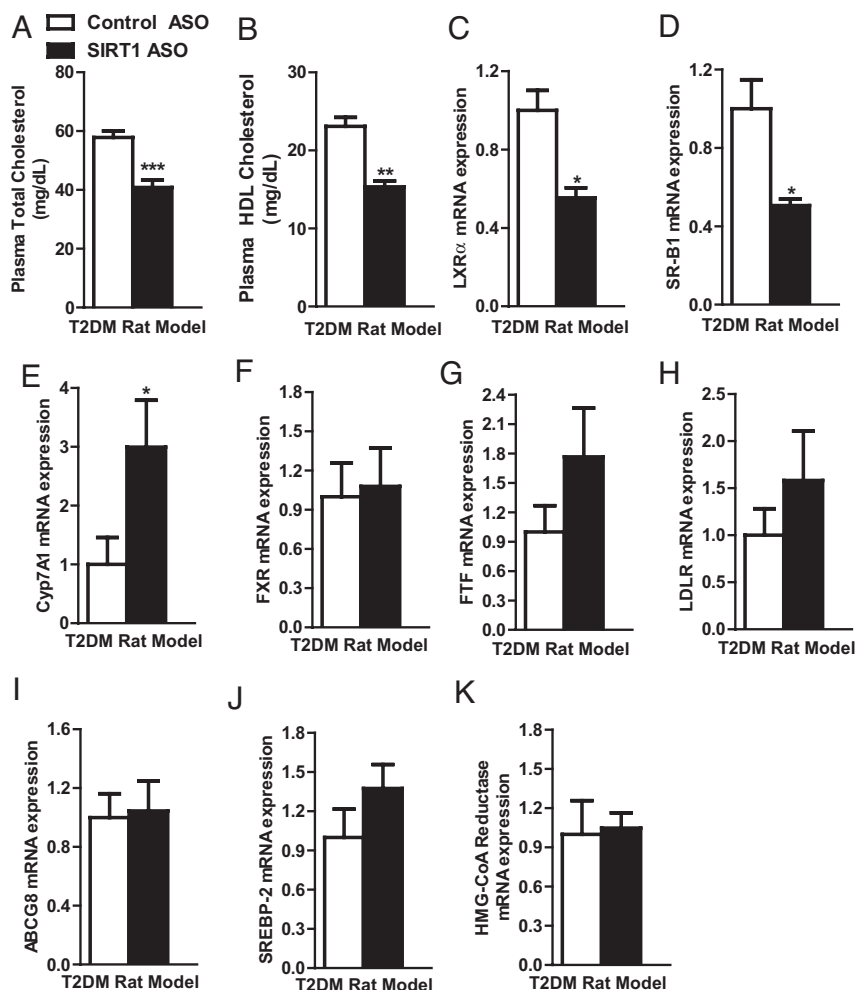 A
Control ASO
SIRT1 ASO
Plasma Total Cholesterol
(mg/dL)
80
60
40
20
0
***
T2DM Rat Model
B
Plasma HDL Cholesterol
(mg/dL)
30
20
10
0
**
T2DM Rat Model
C
LXRα mRNA expression
1.2
0.8
0.4
0.0
*
T2DM Rat Model
D
SR-B1 mRNA expression
1.2
0.8
0.4
0.0
*
T2DM Rat Model
E
Cyp7A1 mRNA expression
4
3
2
1
0
*
T2DM Rat Model
F
FXR mRNA expression
1.8
1.5
1.2
0.9
0.6
0.3
0.0
T2DM Rat Model
G
FTF mRNA expression
2.4
2.1
1.8
1.5
1.2
0.9
0.6
0.3
0.0
T2DM Rat Model
H
LDLR mRNA expression
2.5
2.0
1.5
1.0
0.5
0.0
T2DM Rat Model
I
ABCG8 mRNA expression
1.6
1.2
0.8
0.4
0.0
T2DM Rat Model
J
SREBP-2 mRNA expression
1.8
1.5
1.2
0.9
0.6
0.3
0.0
T2DM Rat Model
K
HMG-CoA Reductase
mRNA expression
1.8
1.5
1.2
0.9
0.6
0.3
0.0
T2DM Rat Model